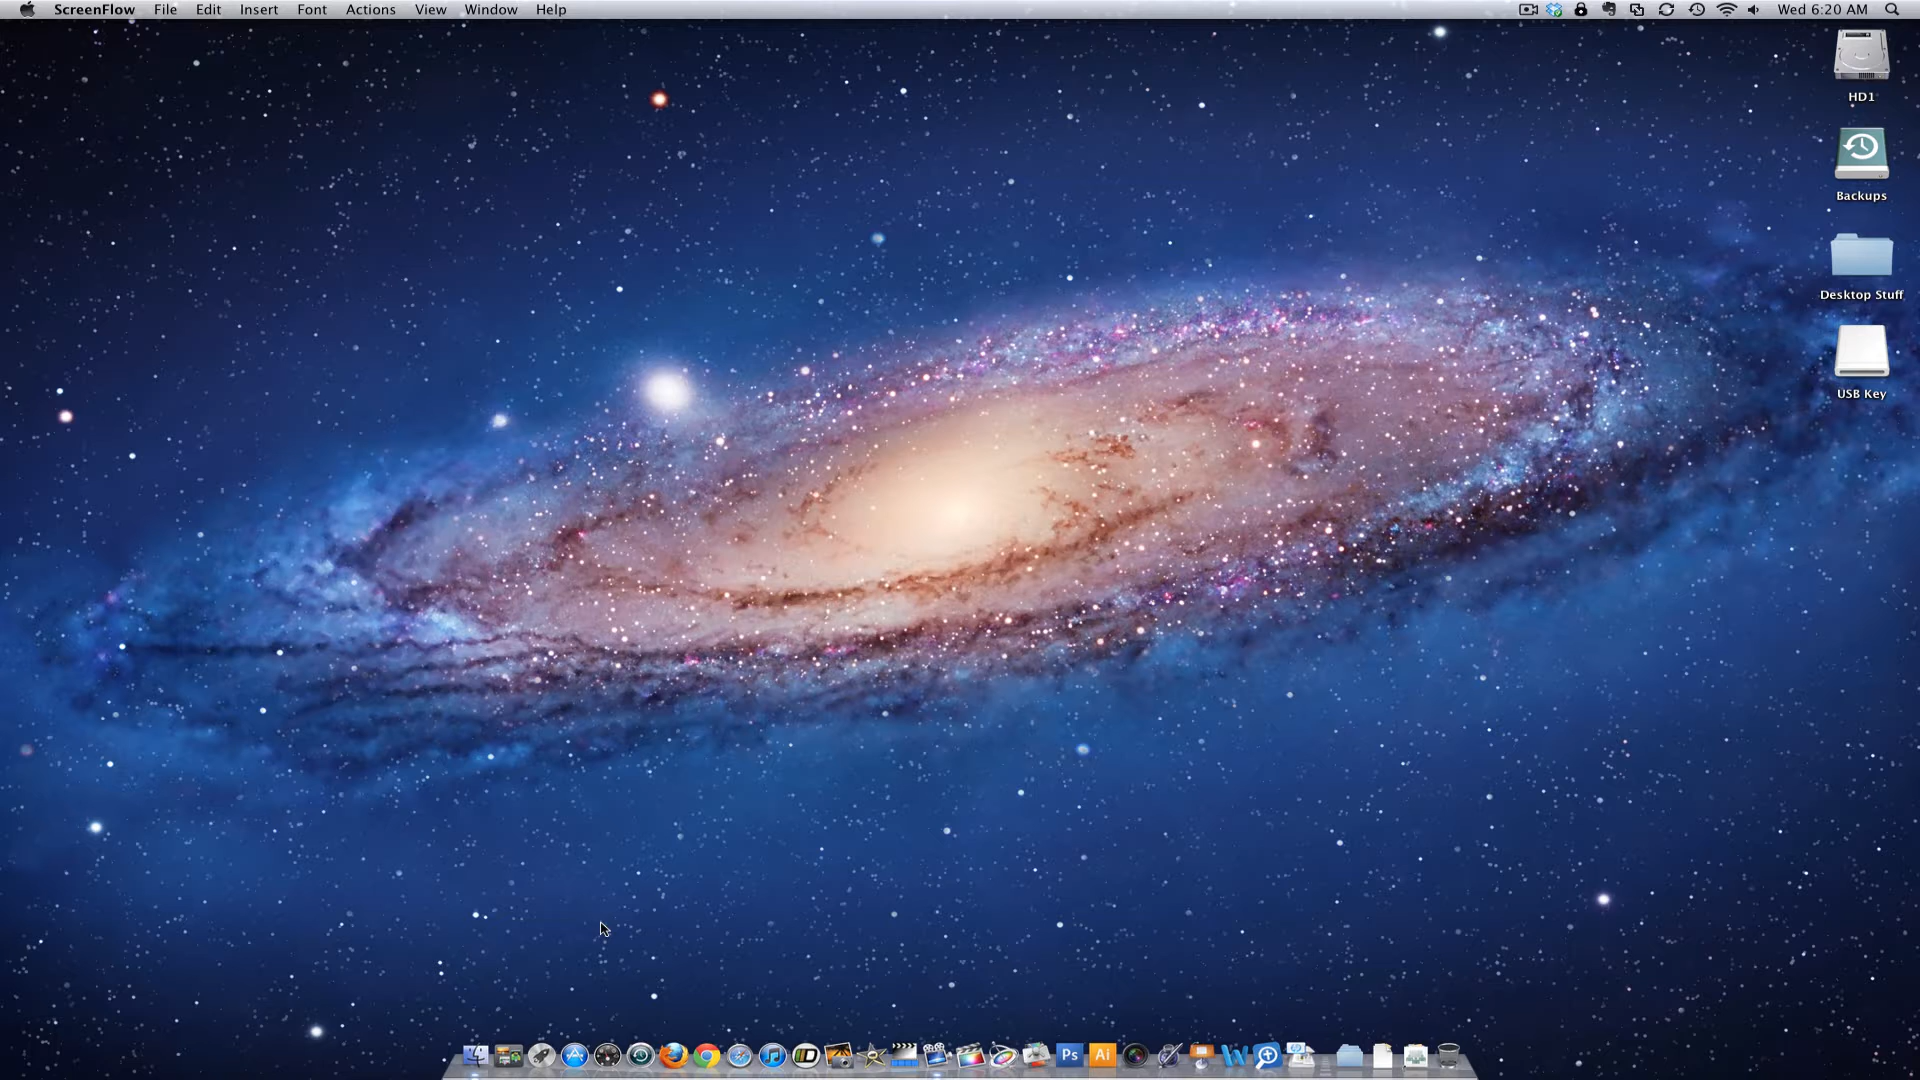 ScreenFlow File Edit Insert Font Actions View Window Help Wed 6:20 AM
HD1
Backups
Desktop Stuff
USB Key
Ps Ai